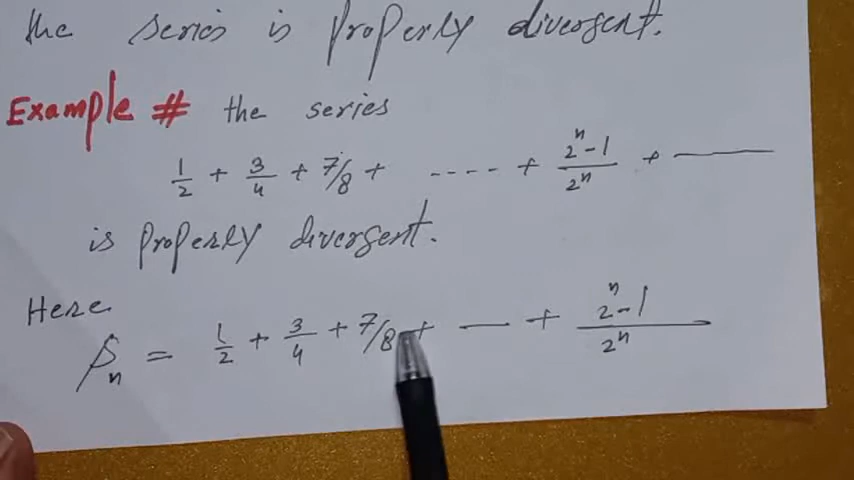 the series is properly divergent.
Example # the series
1/2 + 3/4 + 7/8 + ---- + (2^n - 1)/2^n + ——
is properly divergent.
Here
s_n = 1/2 + 3/4 + 7/8 + — + (2^n - 1)/2^n